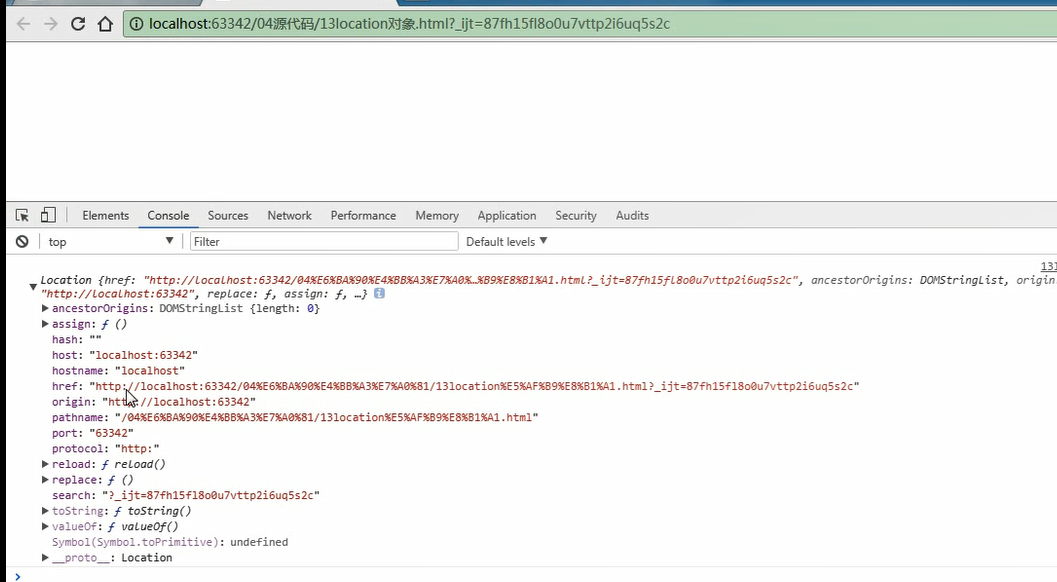 localhost:63342/04源代码/13location对象.html?_ijt=87fh15fl8o0u7vttp2i6uq5s2c
Elements Console Sources Network Performance Memory Application Security Audits
top Filter Default levels
131
Location {href: "http://localhost:63342/04%E6%BA%90%E4%BB%A3%E7%A0%…%B9%E8%B1%A1.html?_ijt=87fh15fl8o0u7vttp2i6uq5s2c", ancestorOrigins: DOMStringList, origin:
"http://localhost:63342", replace: ƒ, assign: ƒ, …}
ancestorOrigins: DOMStringList {length: 0}
assign: ƒ ()
hash: ""
host: "localhost:63342"
hostname: "localhost"
href: "http://localhost:63342/04%E6%BA%90%E4%BB%A3%E7%A0%81/13location%E5%AF%B9%E8%B1%A1.html?_ijt=87fh15fl8o0u7vttp2i6uq5s2c"
origin: "http://localhost:63342"
pathname: "/04%E6%BA%90%E4%BB%A3%E7%A0%81/13location%E5%AF%B9%E8%B1%A1.html"
port: "63342"
protocol: "http:"
reload: ƒ reload()
replace: ƒ ()
search: "?_ijt=87fh15fl8o0u7vttp2i6uq5s2c"
toString: ƒ toString()
valueOf: ƒ valueOf()
Symbol(Symbol.toPrimitive): undefined
__proto__: Location